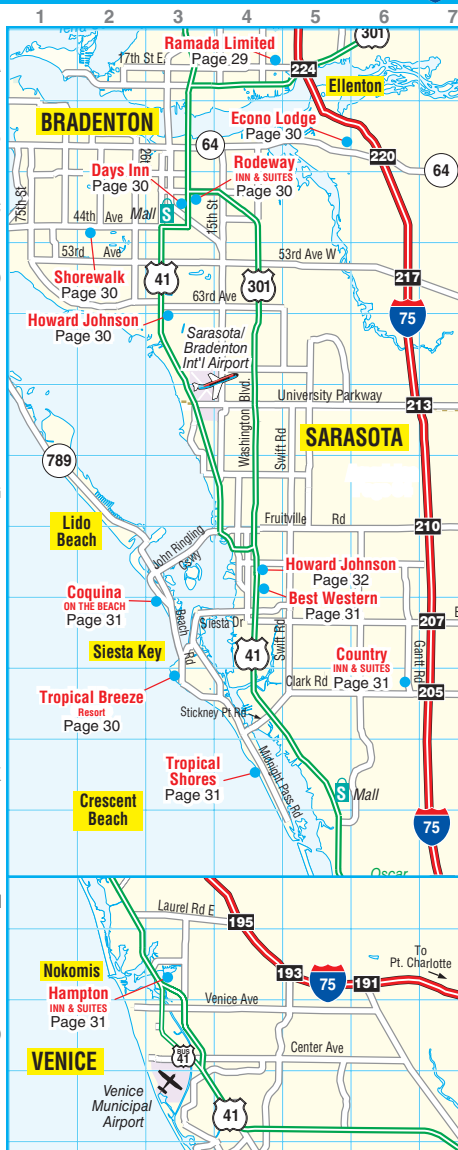 1 2 3 4 5 6 7
301
Ramada Limited
Page 29
17th St E
224
Ellenton
BRADENTON
Econo Lodge
Page 30
64
220
64
26t
Days Inn
Page 30
Rodeway
INN & SUITES
Page 30
75th St
Mall
S
15th St
44th Ave
53rd Ave
53rd Ave W
Shorewalk
Page 30
41
301
217
63rd Ave
75
Howard Johnson
Page 30
Sarasota/
Bradenton
Int'l Airport
University Parkway
213
Washington Blvd.
Swift Rd
SARASOTA
789
Lido
Beach
Fruitville Rd
210
John Ringling
Cswy
Howard Johnson
Page 32
Best Western
Page 31
Coquina
ON THE BEACH
Page 31
Beach Rd
Siesta Dr
207
E
Siesta Key
41
Swift Rd
Country
INN & SUITES
Page 31
Gantt Rd
Clark Rd
205
Tropical Breeze
Resort
Page 30
Stickney Pt Rd
Tropical
Shores
Page 31
Midnight Pass Rd
S
Mall
Crescent
Beach
75
Oscar
Laurel Rd E
195
To
Pt. Charlotte
Nokomis
193
75
191
Hampton
INN & SUITES
Page 31
Venice Ave
VENICE
BUS
41
Center Ave
Venice
Municipal
Airport
41